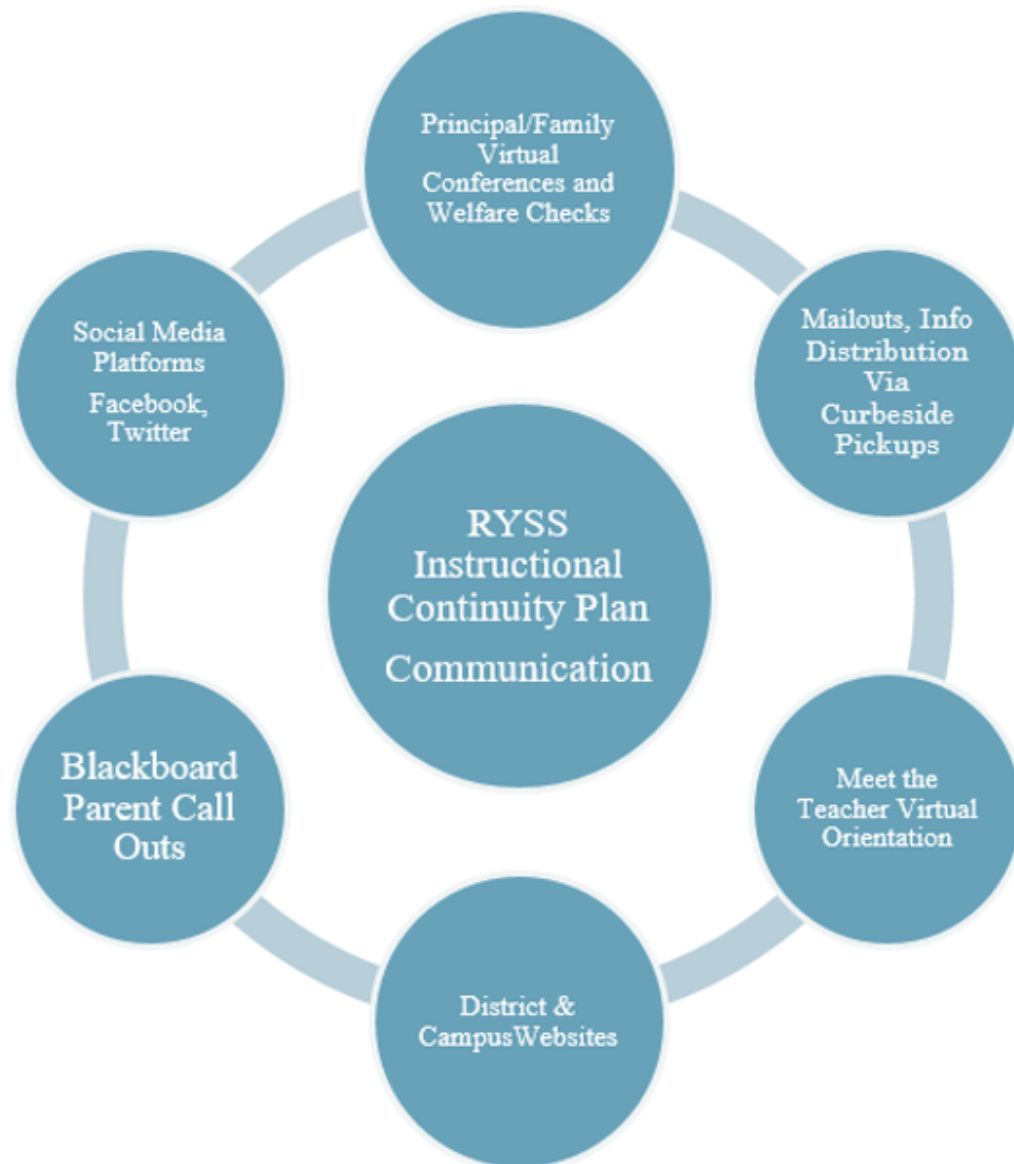 Principal/Family
Virtual
Conferences and
Welfare Checks
Mailouts, Info
Distribution
Via
Curbeside
Pickups
Meet the
Teacher Virtual
Orientation
District &
CampusWebsites
Blackboard
Parent Call
Outs
Social Media
Platforms
Facebook,
Twitter
RYSS
Instructional
Continuity Plan
Communication